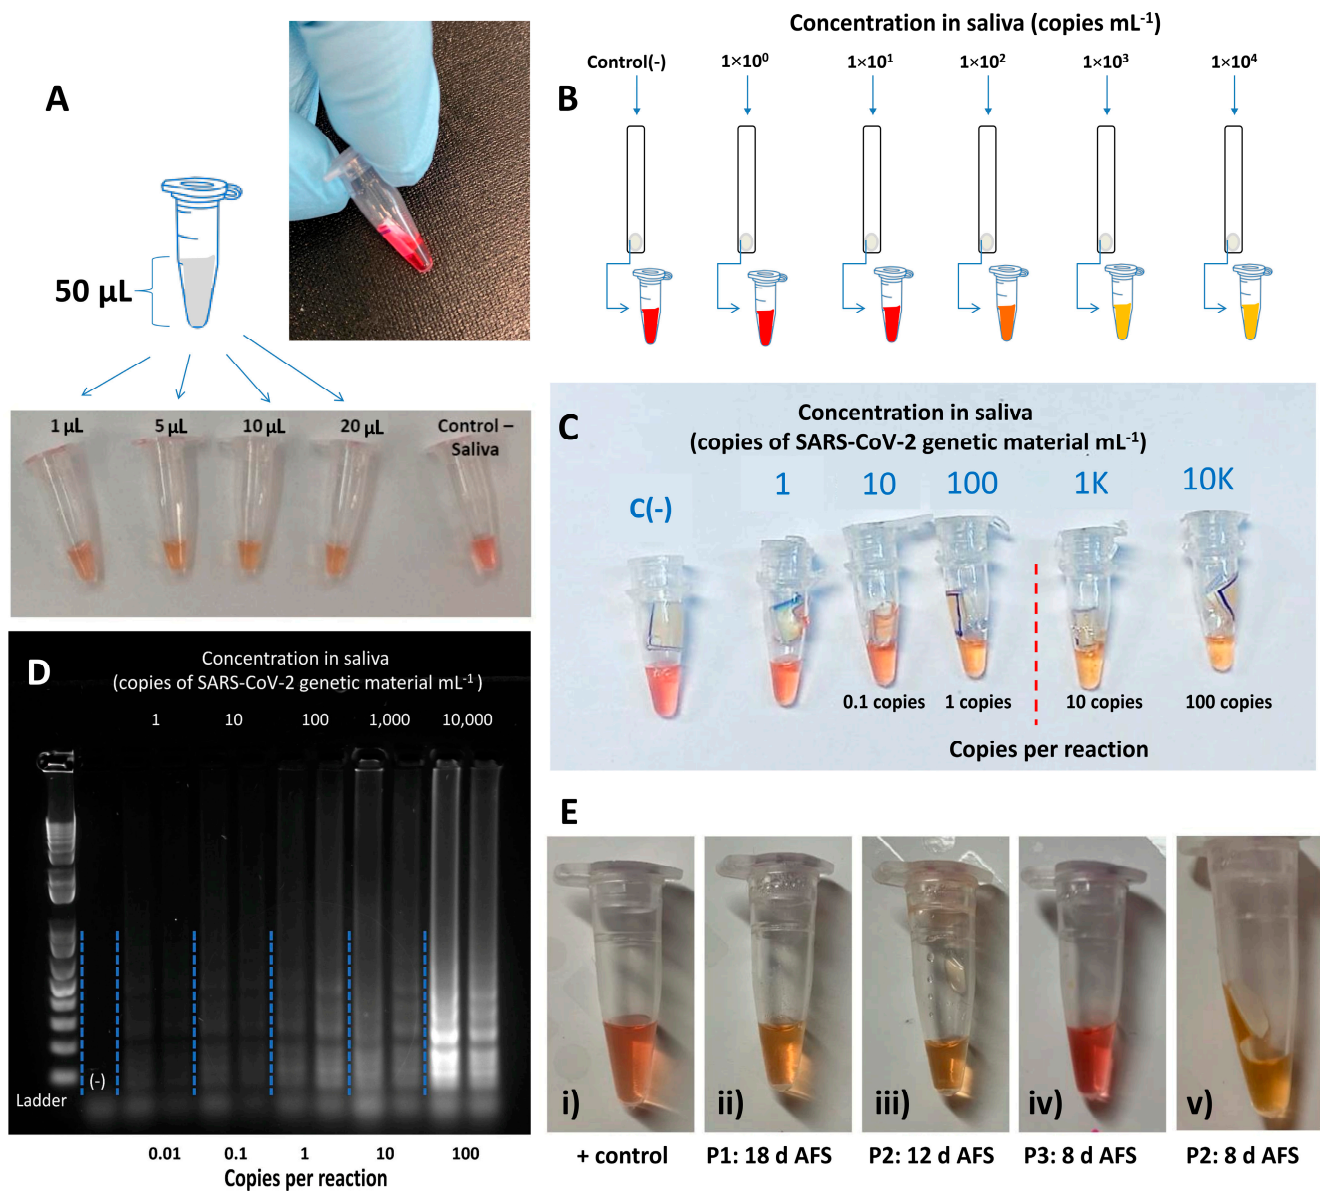 A
50 µL
1 µL
5 µL
10 µL
20 µL
Control –
Saliva
Concentration in saliva (copies mL⁻¹)
B
Control(-)
1×10⁰
1×10¹
1×10²
1×10³
1×10⁴
C
Concentration in saliva
(copies of SARS-CoV-2 genetic material mL⁻¹)
C(-)
1
10
100
1K
10K
0.1 copies
1 copies
10 copies
100 copies
Copies per reaction
D
Concentration in saliva
(copies of SARS-CoV-2 genetic material mL⁻¹ )
1
10
100
1,000
10,000
(-)
Ladder
0.01
0.1
1
10
100
Copies per reaction
E
i)
ii)
iii)
iv)
v)
+ control
P1: 18 d AFS
P2: 12 d AFS
P3: 8 d AFS
P2: 8 d AFS